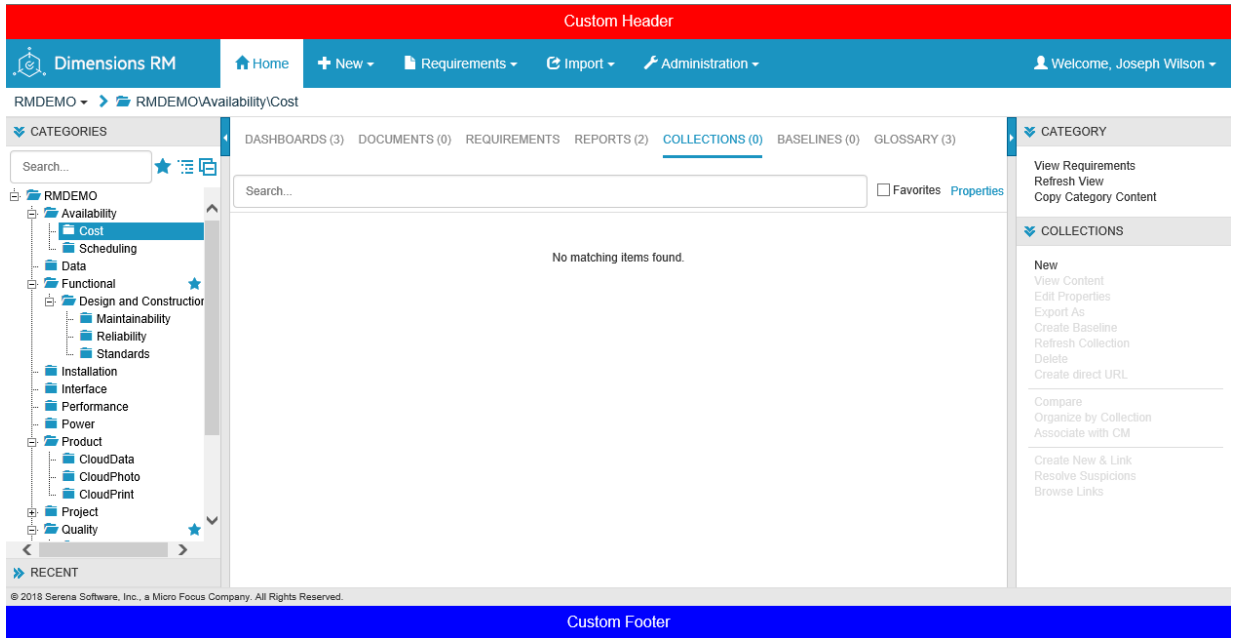 Custom Header
Dimensions RM
Home
New
Requirements
Import
Administration
Welcome, Joseph Wilson
RMDEMO
RMDEMO\Availability\Cost
CATEGORIES
Search...
RMDEMO
Availability
Cost
Scheduling
Data
Functional
Design and Construction
Maintainability
Reliability
Standards
Installation
Interface
Performance
Power
Product
CloudData
CloudPhoto
CloudPrint
Project
Quality
RECENT
DASHBOARDS (3) DOCUMENTS (0) REQUIREMENTS REPORTS (2) COLLECTIONS (0) BASELINES (0) GLOSSARY (3)
Search...
Favorites Properties
No matching items found.
CATEGORY
View Requirements
Refresh View
Copy Category Content
COLLECTIONS
New
View Content
Edit Properties
Export As
Create Baseline
Refresh Collection
Delete
Create direct URL
Compare
Organize by Collection
Associate with CM
Create New & Link
Resolve Suspicions
Browse Links
© 2018 Serena Software, Inc., a Micro Focus Company. All Rights Reserved.
Custom Footer